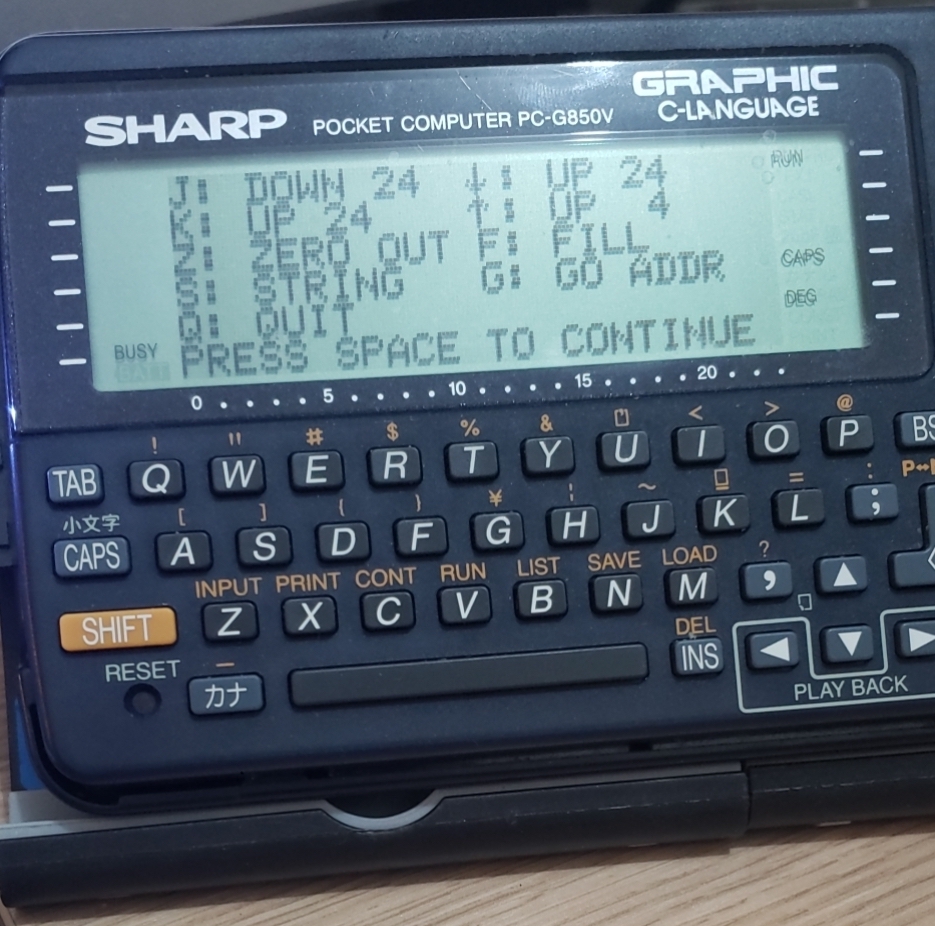 GRAPHIC
SHARP POCKET COMPUTER PC-G850V C-LANGUAGE
J: DOWN 24 ↓: UP 24 RUN
K: UP 24 ↑: UP 4
Z: ZERO OUT F: FILL
S: STRING G: GO ADDR CAPS
Q: QUIT DEG
BUSY PRESS SPACE TO CONTINUE
BATT
0 5 10 15 20
! " # $ % & < > @
TAB Q W E R T Y U I O P BS
小文字 [ ] { } ¥ ¦ ~ = : P↔
CAPS A S D F G H J K L ;
INPUT PRINT CONT RUN LIST SAVE LOAD ?
SHIFT Z X C V B N M , ▲
DEL
RESET カナ INS ◀ ▼ ▶
PLAY BACK